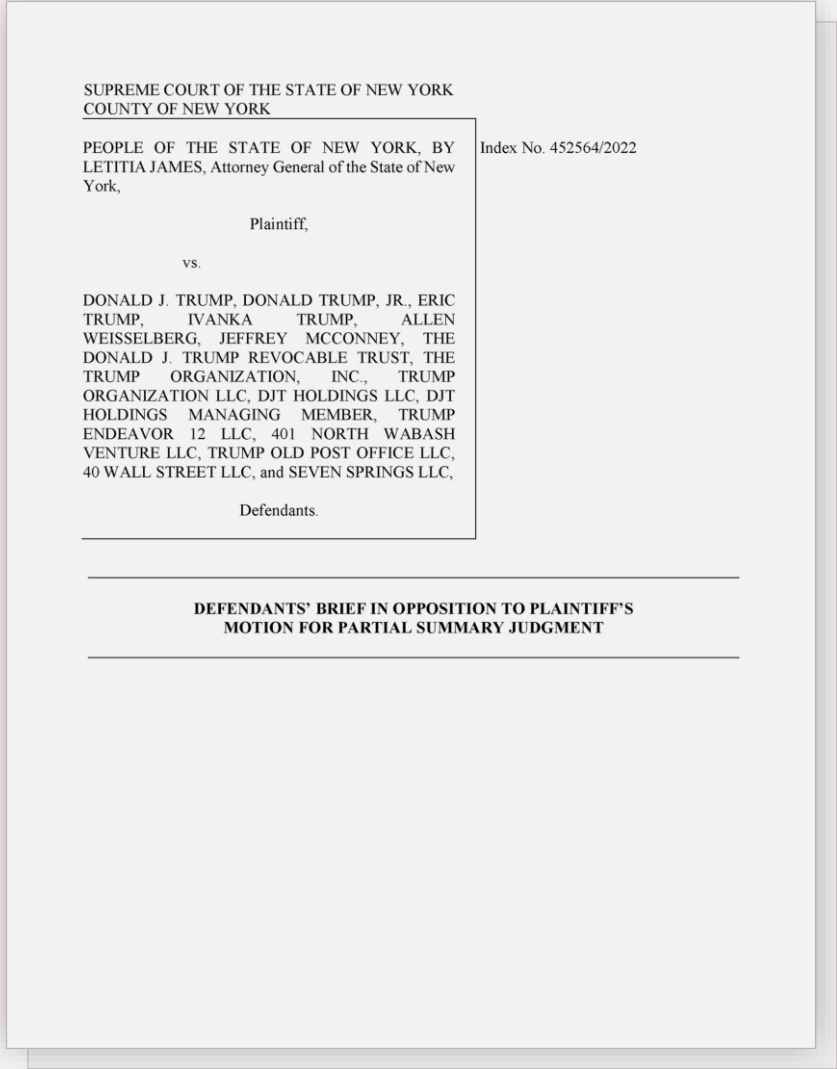 SUPREME COURT OF THE STATE OF NEW YORK
COUNTY OF NEW YORK
PEOPLE OF THE STATE OF NEW YORK, BY
LETITIA JAMES, Attorney General of the State of New
York,
Plaintiff,
vs.
DONALD J. TRUMP, DONALD TRUMP, JR., ERIC
TRUMP, IVANKA TRUMP, ALLEN
WEISSELBERG, JEFFREY MCCONNEY, THE
DONALD J. TRUMP REVOCABLE TRUST, THE
TRUMP ORGANIZATION, INC., TRUMP
ORGANIZATION LLC, DJT HOLDINGS LLC, DJT
HOLDINGS MANAGING MEMBER, TRUMP
ENDEAVOR 12 LLC, 401 NORTH WABASH
VENTURE LLC, TRUMP OLD POST OFFICE LLC,
40 WALL STREET LLC, and SEVEN SPRINGS LLC,
Defendants.
Index No. 452564/2022
DEFENDANTS’ BRIEF IN OPPOSITION TO PLAINTIFF’S
MOTION FOR PARTIAL SUMMARY JUDGMENT